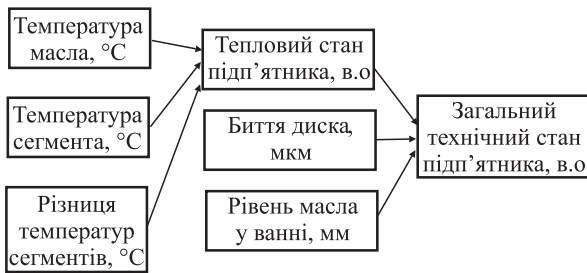 Температура
масла, °С
Температура
сегмента, °С
Різниця
температур
сегментів, °С
Тепловий стан
підп’ятника, в.о
Биття диска,
мкм
Рівень масла
у ванні, мм
Загальний
технічний стан
підп’ятника, в.о